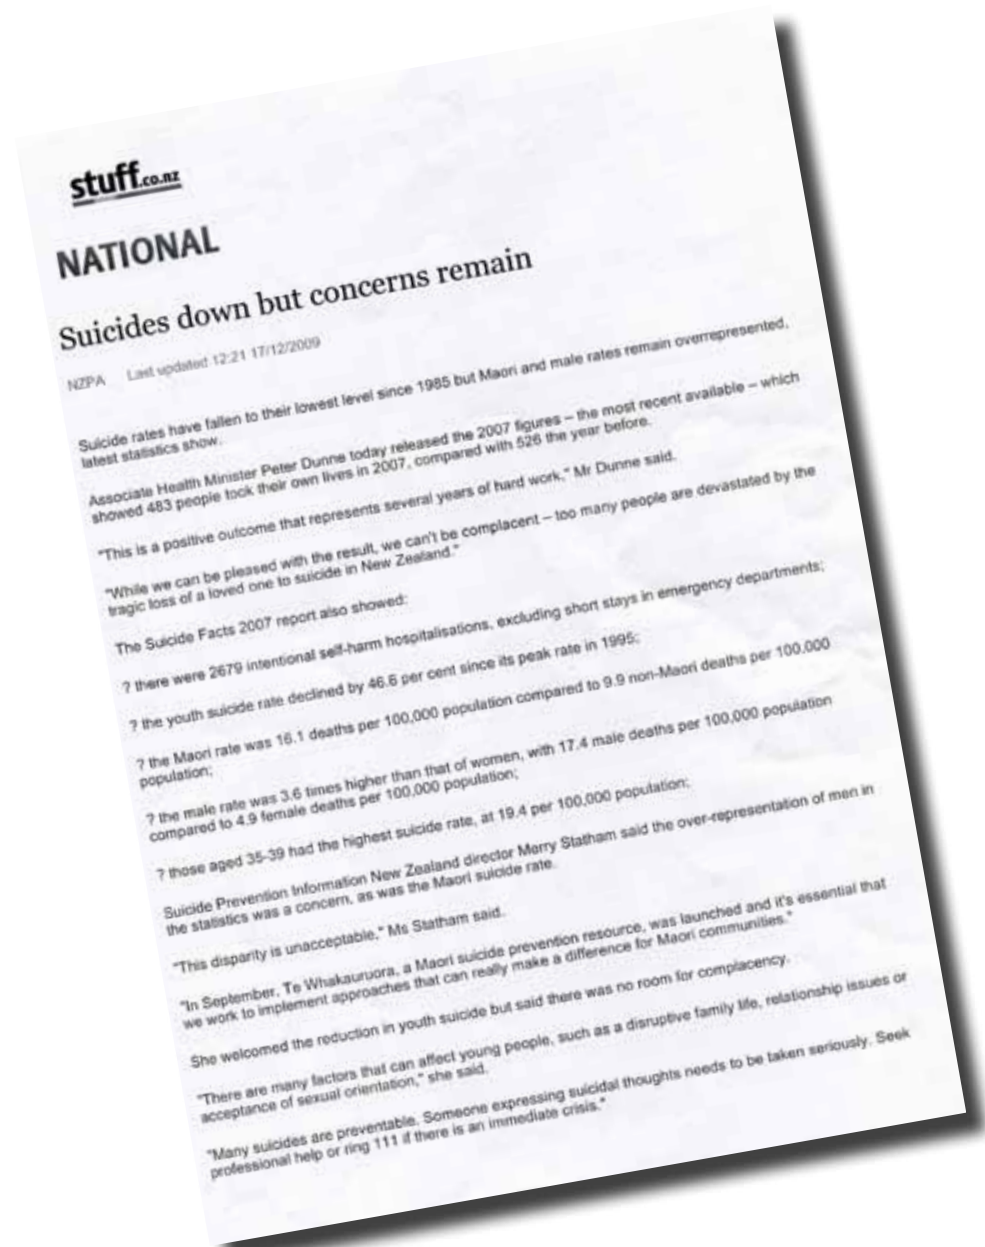 stuff.co.nz
NATIONAL
Suicides down but concerns remain
NZPA Last updated 12:21 17/12/2009
Suicide rates have fallen to their lowest level since 1985 but Maori and male rates remain overrepresented,
latest statistics show.
Associate Health Minister Peter Dunne today released the 2007 figures – the most recent available – which
showed 483 people took their own lives in 2007, compared with 526 the year before.
"This is a positive outcome that represents several years of hard work," Mr Dunne said.
"While we can be pleased with the result, we can't be complacent – too many people are devastated by the
tragic loss of a loved one to suicide in New Zealand."
The Suicide Facts 2007 report also showed:
? there were 2679 intentional self-harm hospitalisations, excluding short stays in emergency departments;
? the youth suicide rate declined by 46.6 per cent since its peak rate in 1995;
? the Maori rate was 16.1 deaths per 100,000 population compared to 9.9 non-Maori deaths per 100,000
population;
? the male rate was 3.6 times higher than that of women, with 17.4 male deaths per 100,000 population
compared to 4.9 female deaths per 100,000 population;
? those aged 35-39 had the highest suicide rate, at 19.4 per 100,000 population;
Suicide Prevention Information New Zealand director Merry Statham said the over-representation of men in
the statistics was a concern, as was the Maori suicide rate.
"This disparity is unacceptable," Ms Statham said.
"In September, Te Whakauruora, a Maori suicide prevention resource, was launched and it's essential that
we work to implement approaches that can really make a difference for Maori communities."
She welcomed the reduction in youth suicide but said there was no room for complacency.
"There are many factors that can affect young people, such as a disruptive family life, relationship issues or
acceptance of sexual orientation," she said.
"Many suicides are preventable. Someone expressing suicidal thoughts needs to be taken seriously. Seek
professional help or ring 111 if there is an immediate crisis."